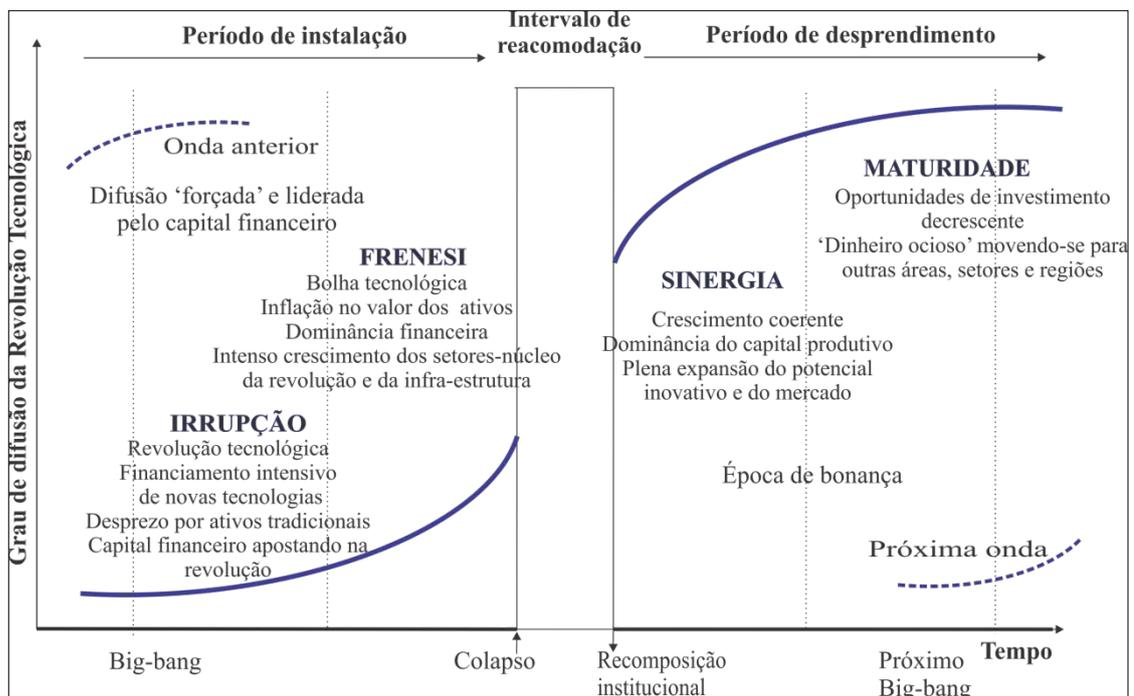 Período de instalação
Intervalo de
reacomodação
Período de desprendimento
Grau de difusão da Revolução Tecnológica
Onda anterior
Difusão ‘forçada’ e liderada
pelo capital financeiro
FRENESI
Bolha tecnológica
Inflação no valor dos ativos
Dominância financeira
Intenso crescimento dos setores-núcleo
da revolução e da infra-estrutura
IRRUPÇÃO
Revolução tecnológica
Financiamento intensivo
de novas tecnologias
Desprezo por ativos tradicionais
Capital financeiro apostando na
revolução
SINERGIA
Crescimento coerente
Dominância do capital produtivo
Plena expansão do potencial
inovativo e do mercado
MATURIDADE
Oportunidades de investimento
decrescente
‘Dinheiro ocioso’ movendo-se para
outras áreas, setores e regiões
Época de bonança
Próxima onda
Big-bang
Colapso
Recomposição
institucional
Próximo
Big-bang
Tempo